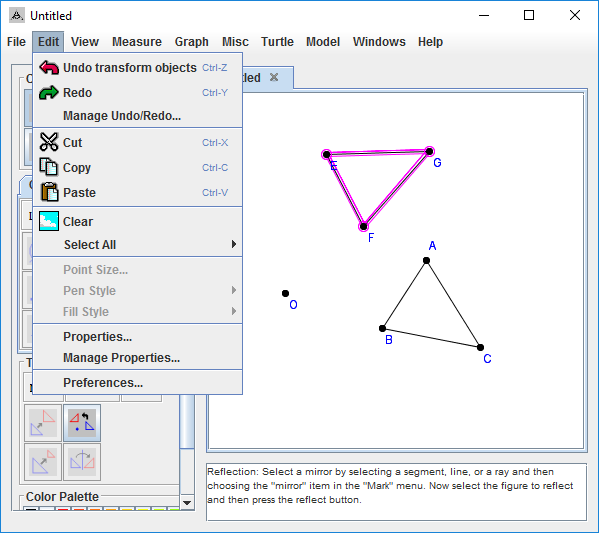 Untitled
File Edit View Measure Graph Misc Turtle Model Windows Help
Undo transform objects Ctrl-Z
Redo Ctrl-Y
Manage Undo/Redo...
Cut Ctrl-X
Copy Ctrl-C
Paste Ctrl-V
Clear
Select All
Point Size...
Pen Style
Fill Style
Properties...
Manage Properties...
Preferences...
Color Palette
tled
E
G
F
A
O
B
C
Reflection: Select a mirror by selecting a segment, line, or a ray and then
choosing the "mirror" item in the "Mark" menu. Now select the figure to reflect
and then press the reflect button.